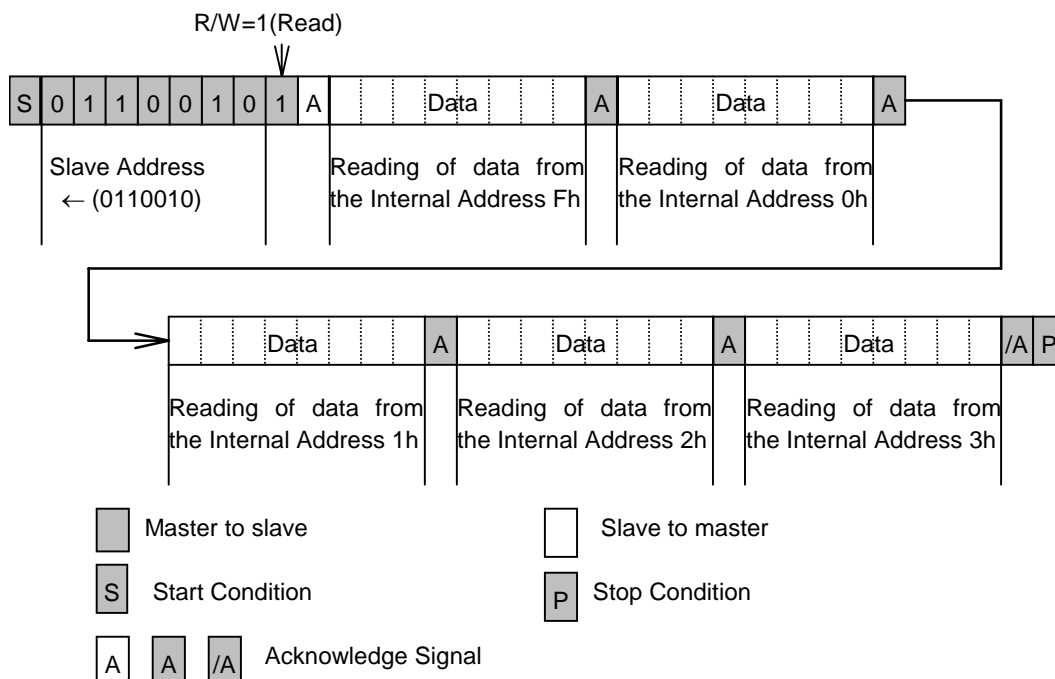 R/W=1(Read)
S 0 1 1 0 0 1 0 1 A Data A Data A
Slave Address
← (0110010)
Reading of data from
the Internal Address Fh
Reading of data from
the Internal Address 0h
Data A Data A Data /A P
Reading of data from
the Internal Address 1h
Reading of data from
the Internal Address 2h
Reading of data from
the Internal Address 3h
Master to slave
Slave to master
S Start Condition
P Stop Condition
A A /A Acknowledge Signal